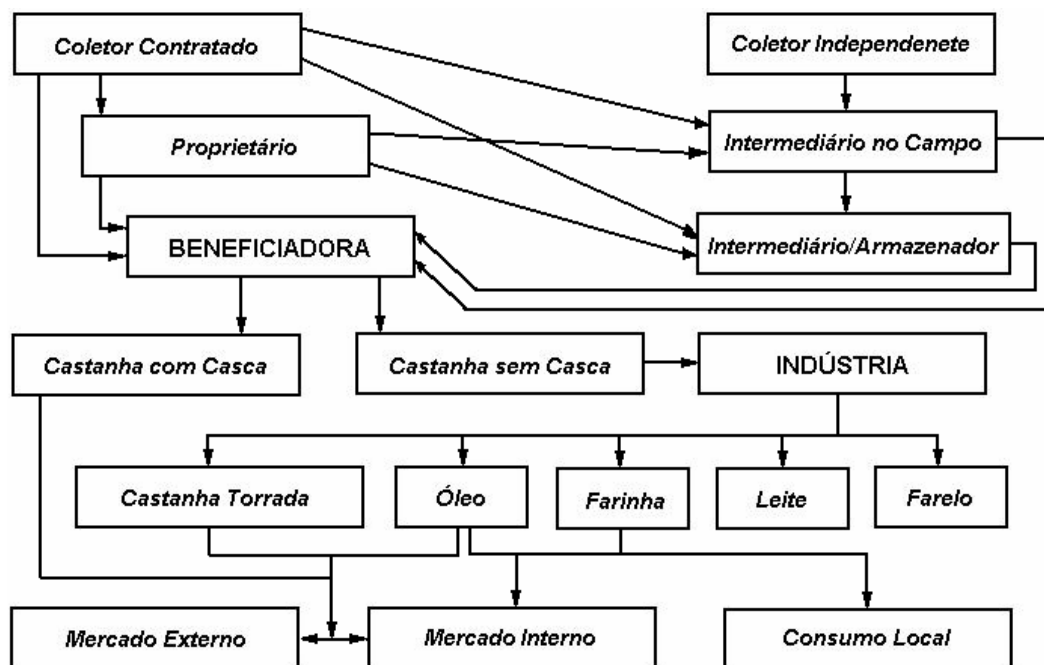 Coletor Contratado
Coletor Independenete
Proprietário
Intermediário no Campo
BENEFICIADORA
Intermediário/Armazenador
Castanha com Casca
Castanha sem Casca
INDÚSTRIA
Castanha Torrada
Óleo
Farinha
Leite
Farelo
Mercado Externo
Mercado Interno
Consumo Local